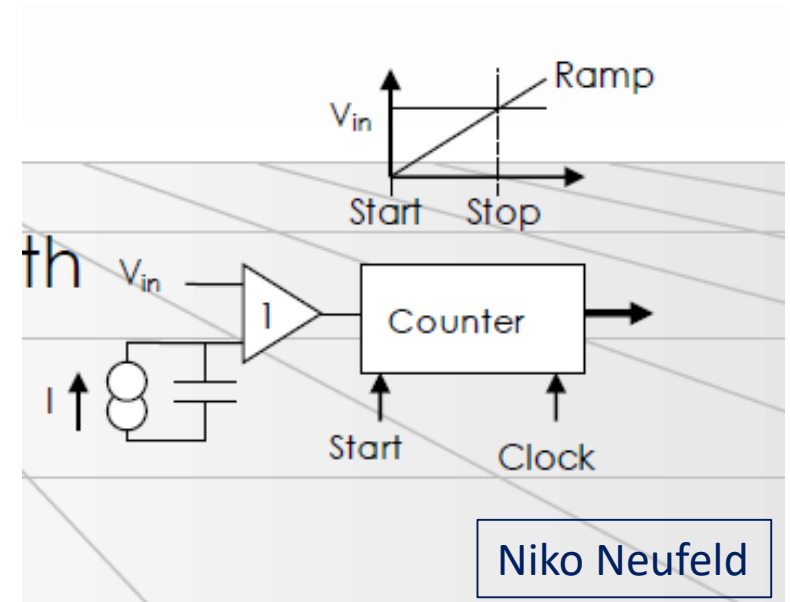 Ramp
Vin
Start Stop
th Vin
1
Counter
I
Start
Clock
Niko Neufeld